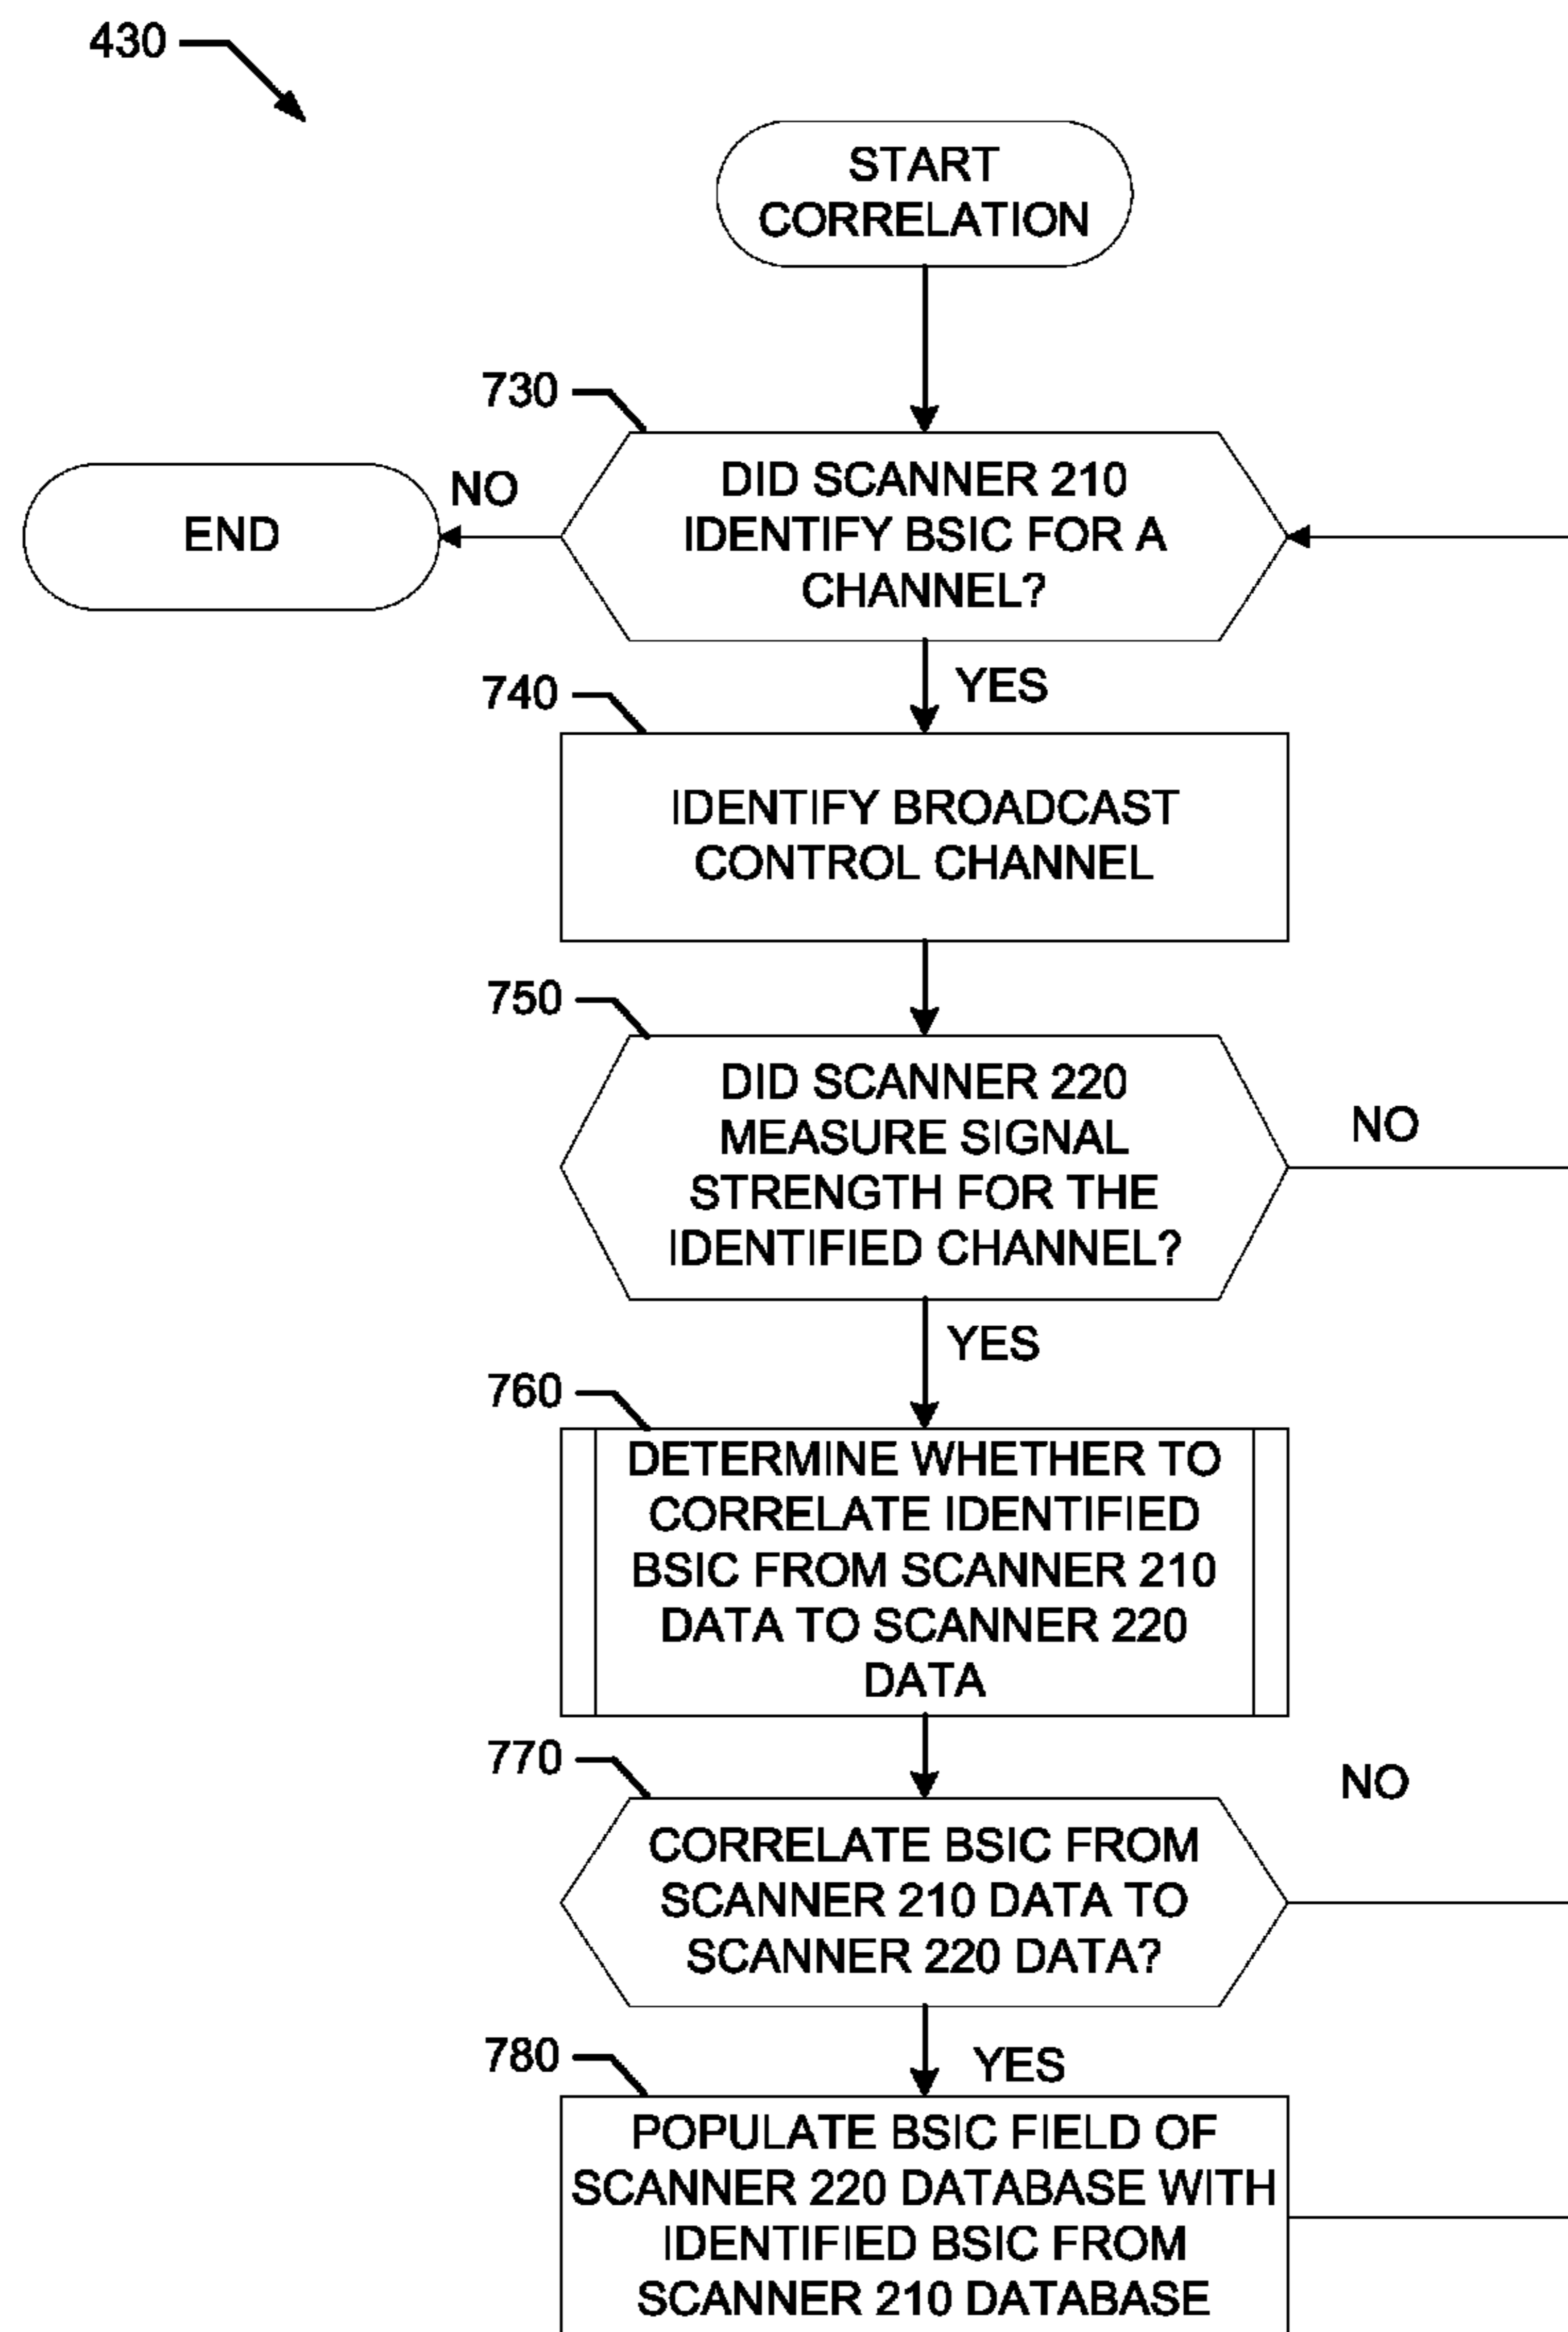 430
START
CORRELATION
730
DID SCANNER 210
IDENTIFY BSIC FOR A
CHANNEL?
NO
END
YES
740
IDENTIFY BROADCAST
CONTROL CHANNEL
750
DID SCANNER 220
MEASURE SIGNAL
STRENGTH FOR THE
IDENTIFIED CHANNEL?
NO
YES
760
DETERMINE WHETHER TO
CORRELATE IDENTIFIED
BSIC FROM SCANNER 210
DATA TO SCANNER 220
DATA
770
NO
CORRELATE BSIC FROM
SCANNER 210 DATA TO
SCANNER 220 DATA?
YES
780
POPULATE BSIC FIELD OF
SCANNER 220 DATABASE WITH
IDENTIFIED BSIC FROM
SCANNER 210 DATABASE